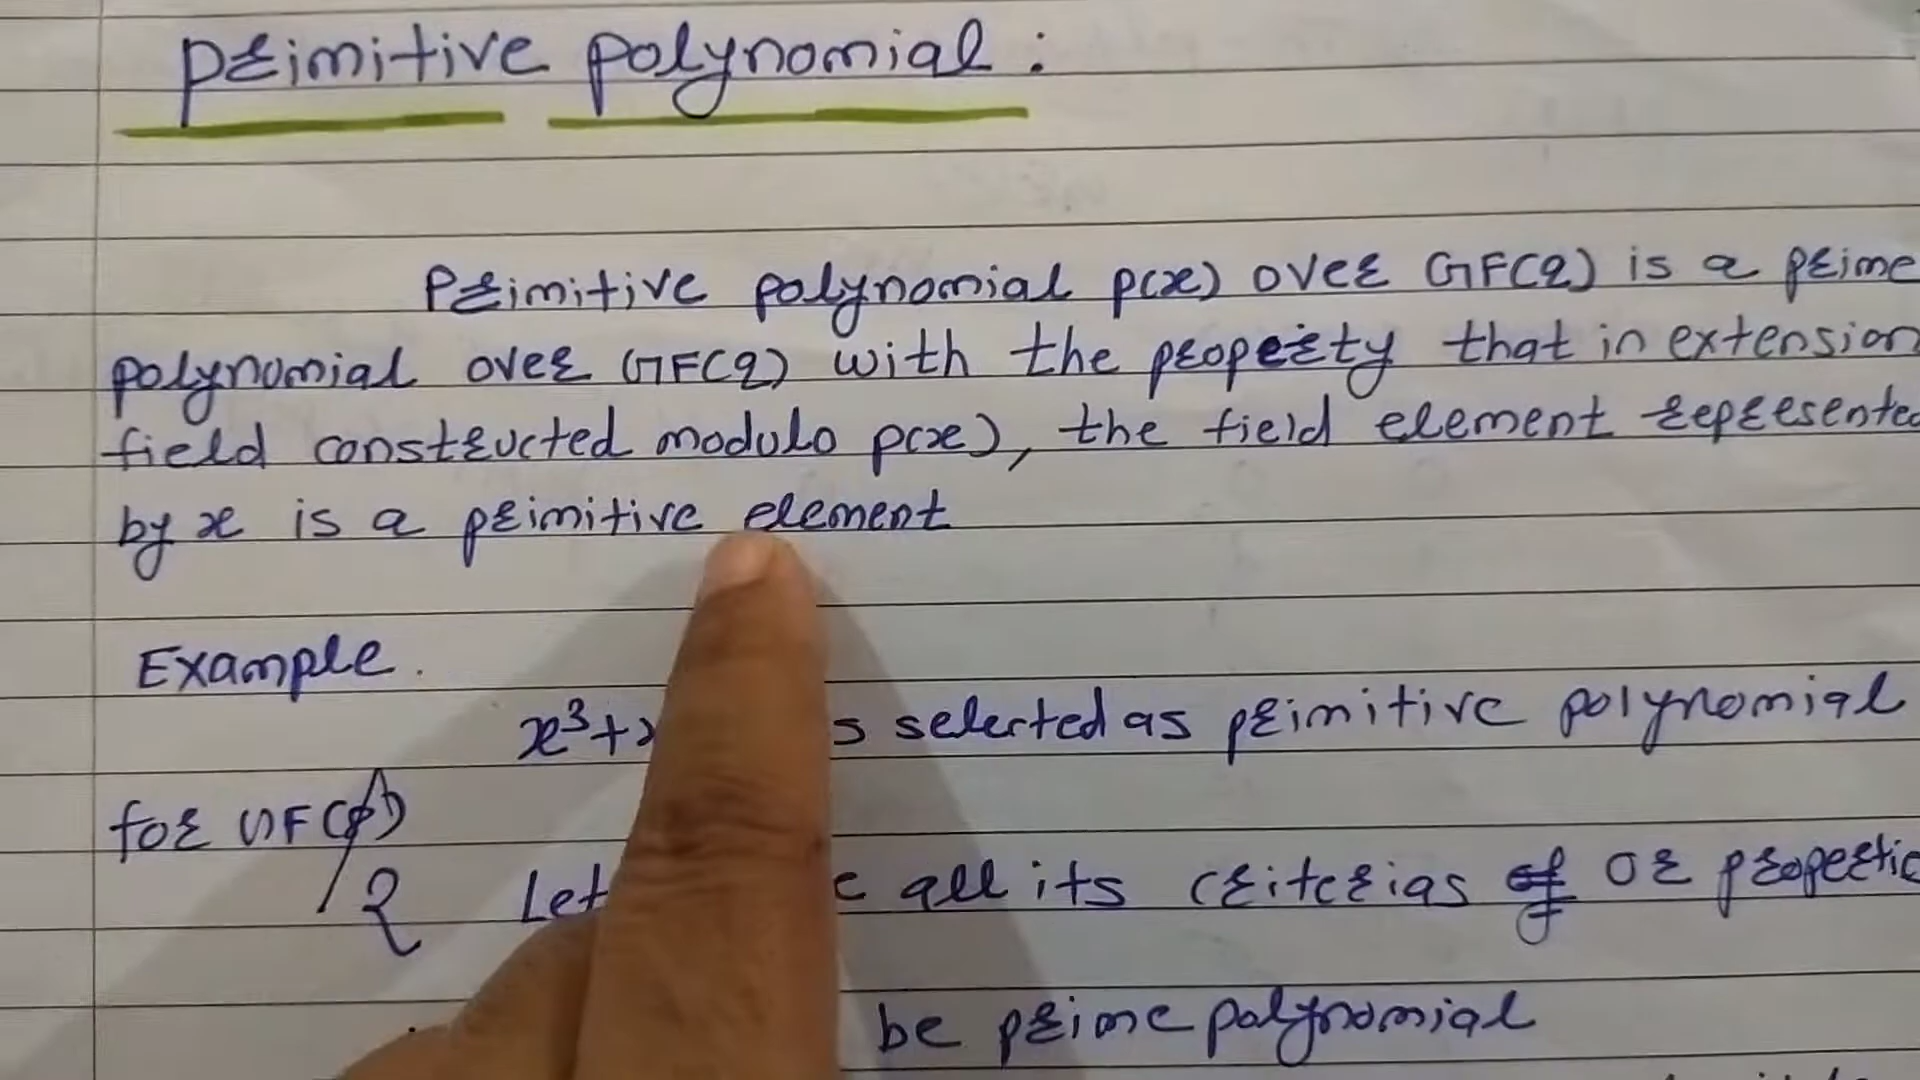 Primitive polynomial :
Primitive polynomial p(x) over GF(q) is a prime
polynomial over GF(q) with the property that in extension
field constructed modulo p(x), the field element represented
by x is a primitive element
Example.
x³+ selected as primitive polynomial
for GF( )
2 Let all its criterias of or
be prime polynomial